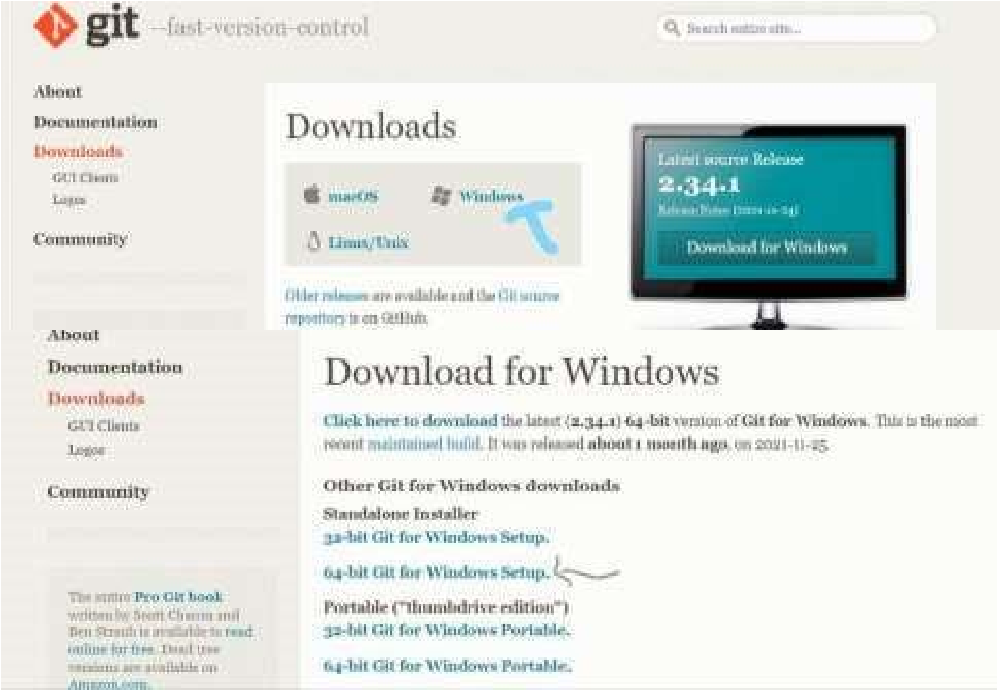 git --fast-version-control
Search entire site...
About
Documentation
Downloads
GUI Clients
Logos
Community
Downloads
macOS
Windows
Linux/Unix
Older releases are available and the Git source
repository is on GitHub.
Latest source Release
2.34.1
Release Notes (2021-11-24)
Download for Windows
About
Documentation
Downloads
GUI Clients
Logos
Community
The entire Pro Git book
written by Scott Chacon and
Ben Straub is available to read
online for free. Dead tree
versions are available on
Amazon.com.
Download for Windows
Click here to download the latest (2.34.1) 64-bit version of Git for Windows. This is the most
recent maintained build. It was released about 1 month ago, on 2021-11-25.
Other Git for Windows downloads
Standalone Installer
32-bit Git for Windows Setup.
64-bit Git for Windows Setup.
Portable ("thumbdrive edition")
32-bit Git for Windows Portable.
64-bit Git for Windows Portable.